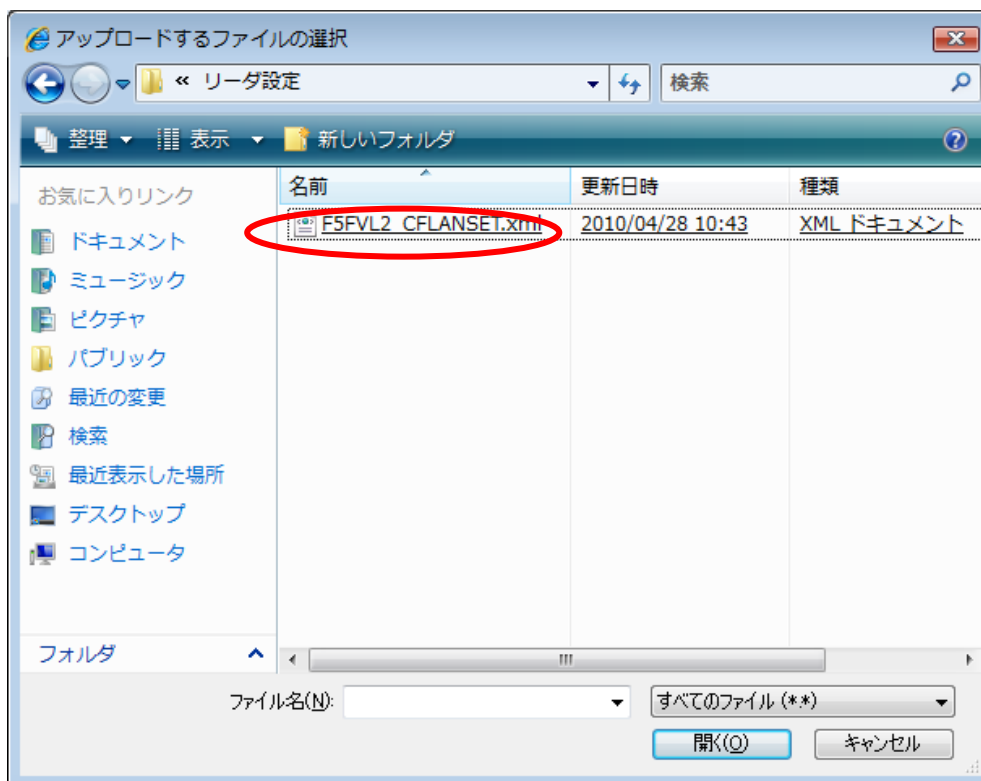 アップロードするファイルの選択
« リーダ設定
検索
整理 表示 新しいフォルダ
お気に入りリンク
ドキュメント
ミュージック
ピクチャ
パブリック
最近の変更
検索
最近表示した場所
デスクトップ
コンピュータ
フォルダ
名前 更新日時 種類
F5FVL2_CFLANSET.xml 2010/04/28 10:43 XML ドキュメント
ファイル名(N):
すべてのファイル (*.*)
開く(O) キャンセル